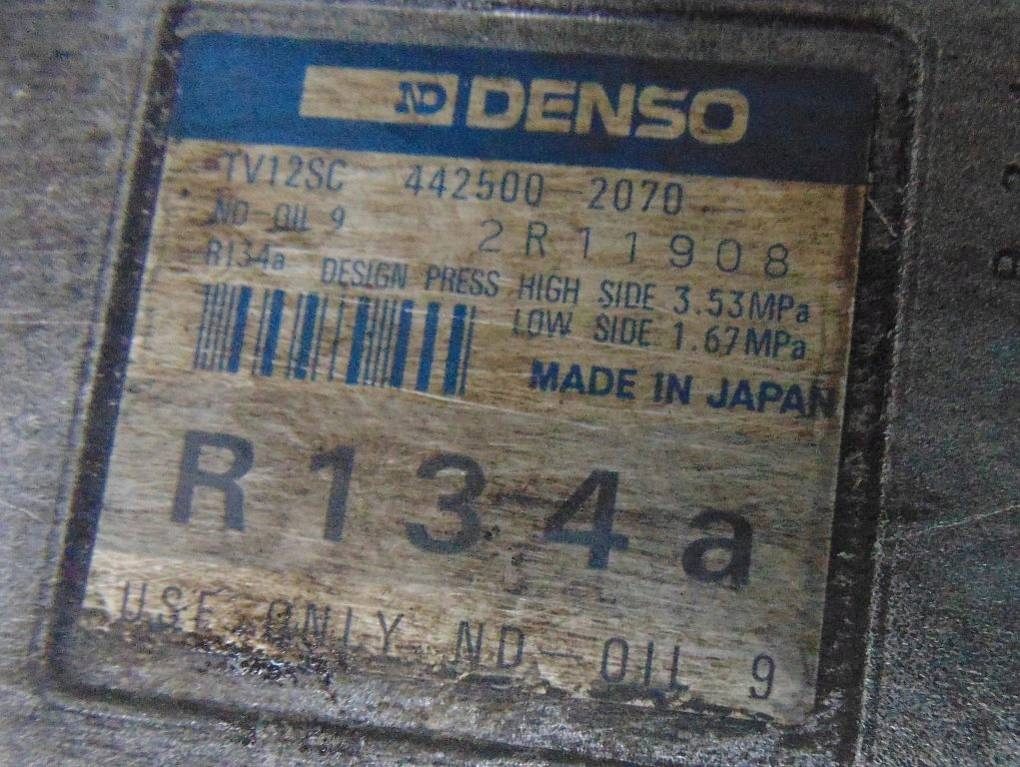 ND DENSO
TV12SC 442500-2070
ND-OIL 9
2R11908
R134a DESIGN PRESS HIGH SIDE 3.53MPa
LOW SIDE 1.67MPa
MADE IN JAPAN
R134a
USE ONLY ND-OIL 9